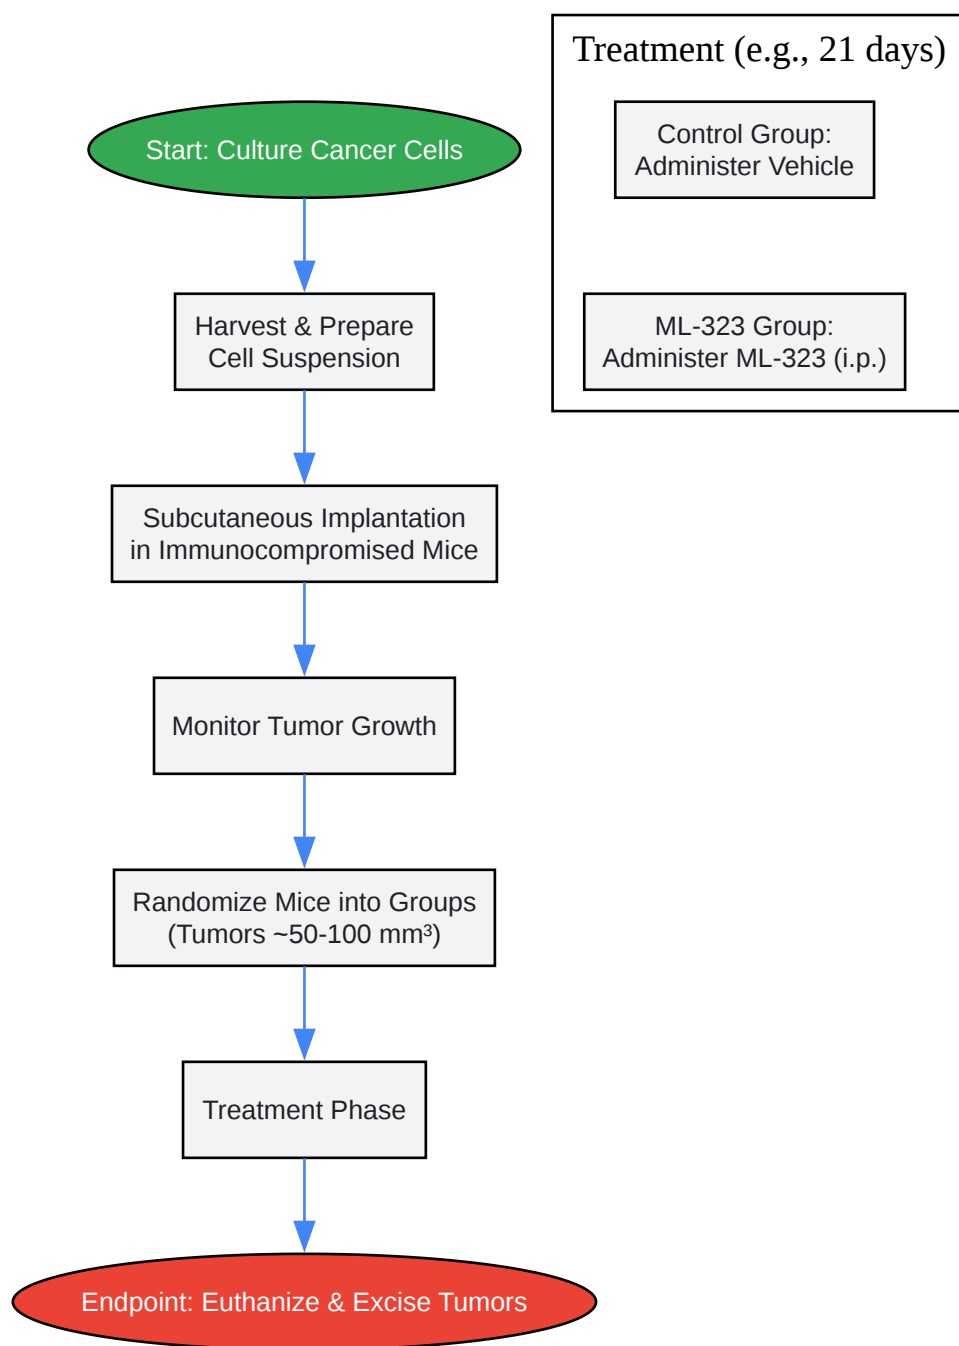 Treatment (e.g., 21 days)
Control Group:
Administer Vehicle
ML-323 Group:
Administer ML-323 (i.p.)
Start: Culture Cancer Cells
Harvest & Prepare
Cell Suspension
Subcutaneous Implantation
in Immunocompromised Mice
Monitor Tumor Growth
Randomize Mice into Groups
(Tumors ~50-100 mm³)
Treatment Phase
Endpoint: Euthanize & Excise Tumors